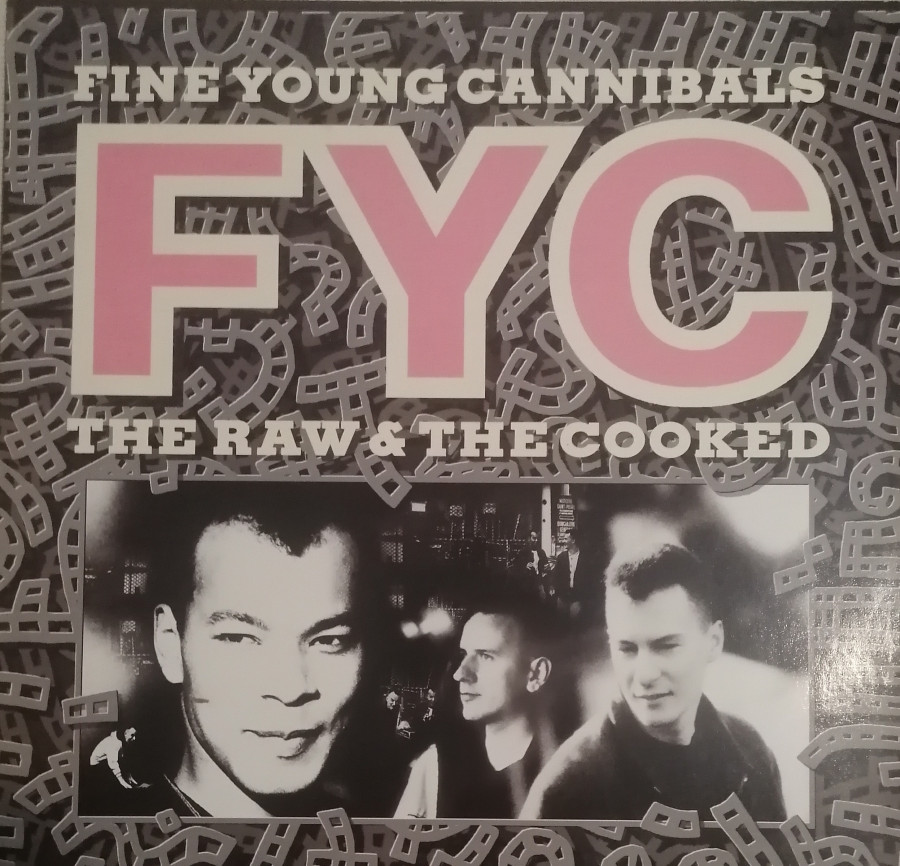 FINE YOUNG CANNIBALS
FYC
THE RAW & THE COOKED